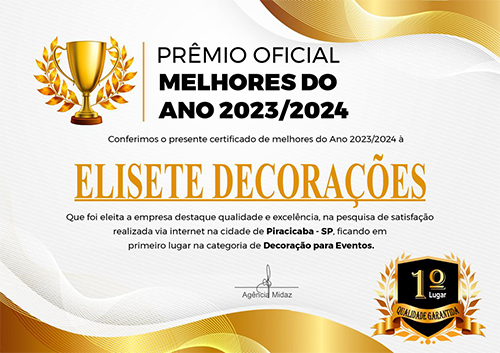 PRÊMIO OFICIAL
MELHORES DO
ANO 2023/2024
Conferimos o presente certificado de melhores do Ano 2023/2024 à
ELISETE DECORAÇÕES
Que foi eleita a empresa destaque qualidade e excelência, na pesquisa de satisfação
realizada via internet na cidade de Piracicaba - SP, ficando em
primeiro lugar na categoria de Decoração para Eventos.
Agência Midaz
1º
Lugar
QUALIDADE GARANTIDA